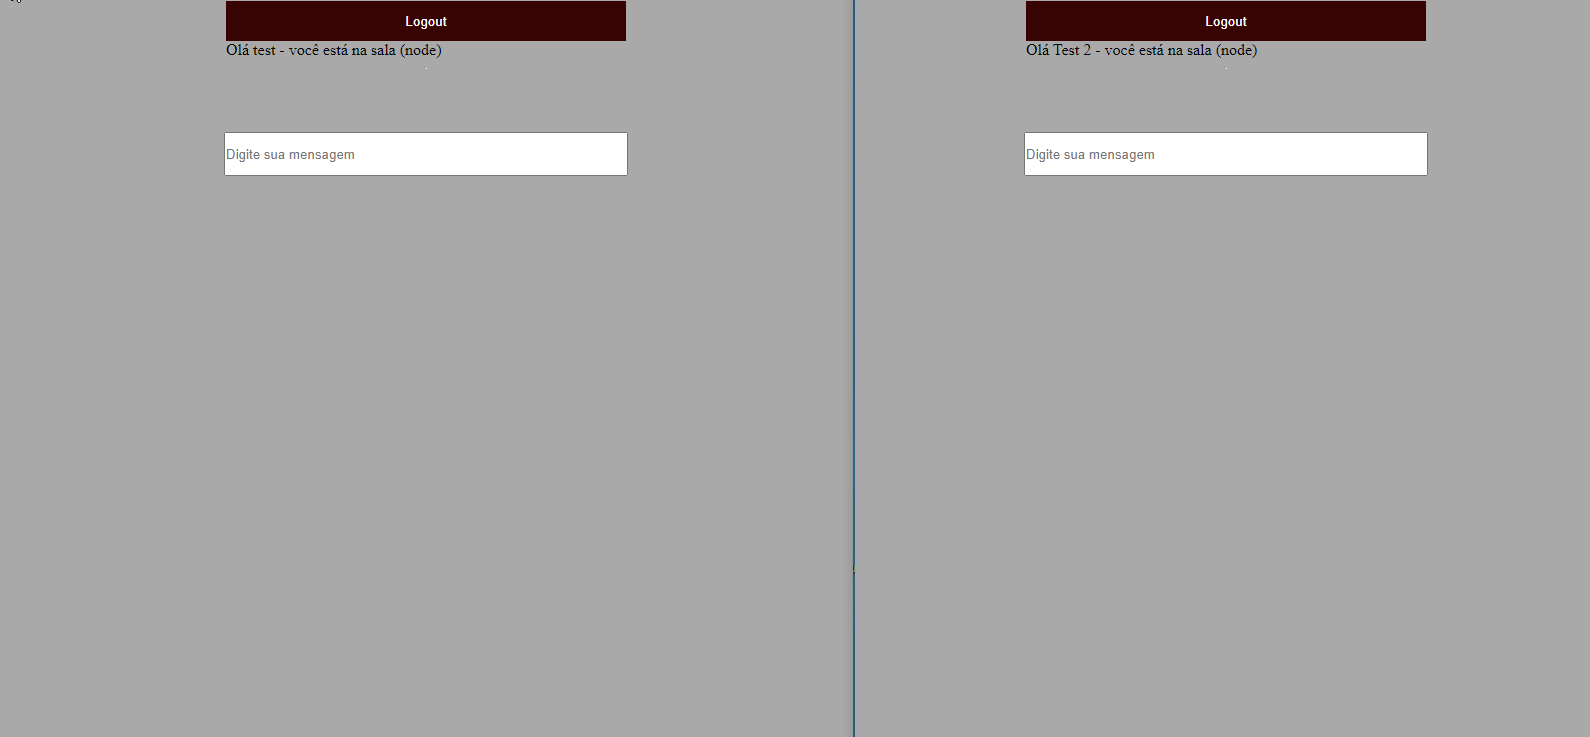 Logout
Olá test - você está na sala (node)
Digite sua mensagem
Logout
Olá Test 2 - você está na sala (node)
Digite sua mensagem